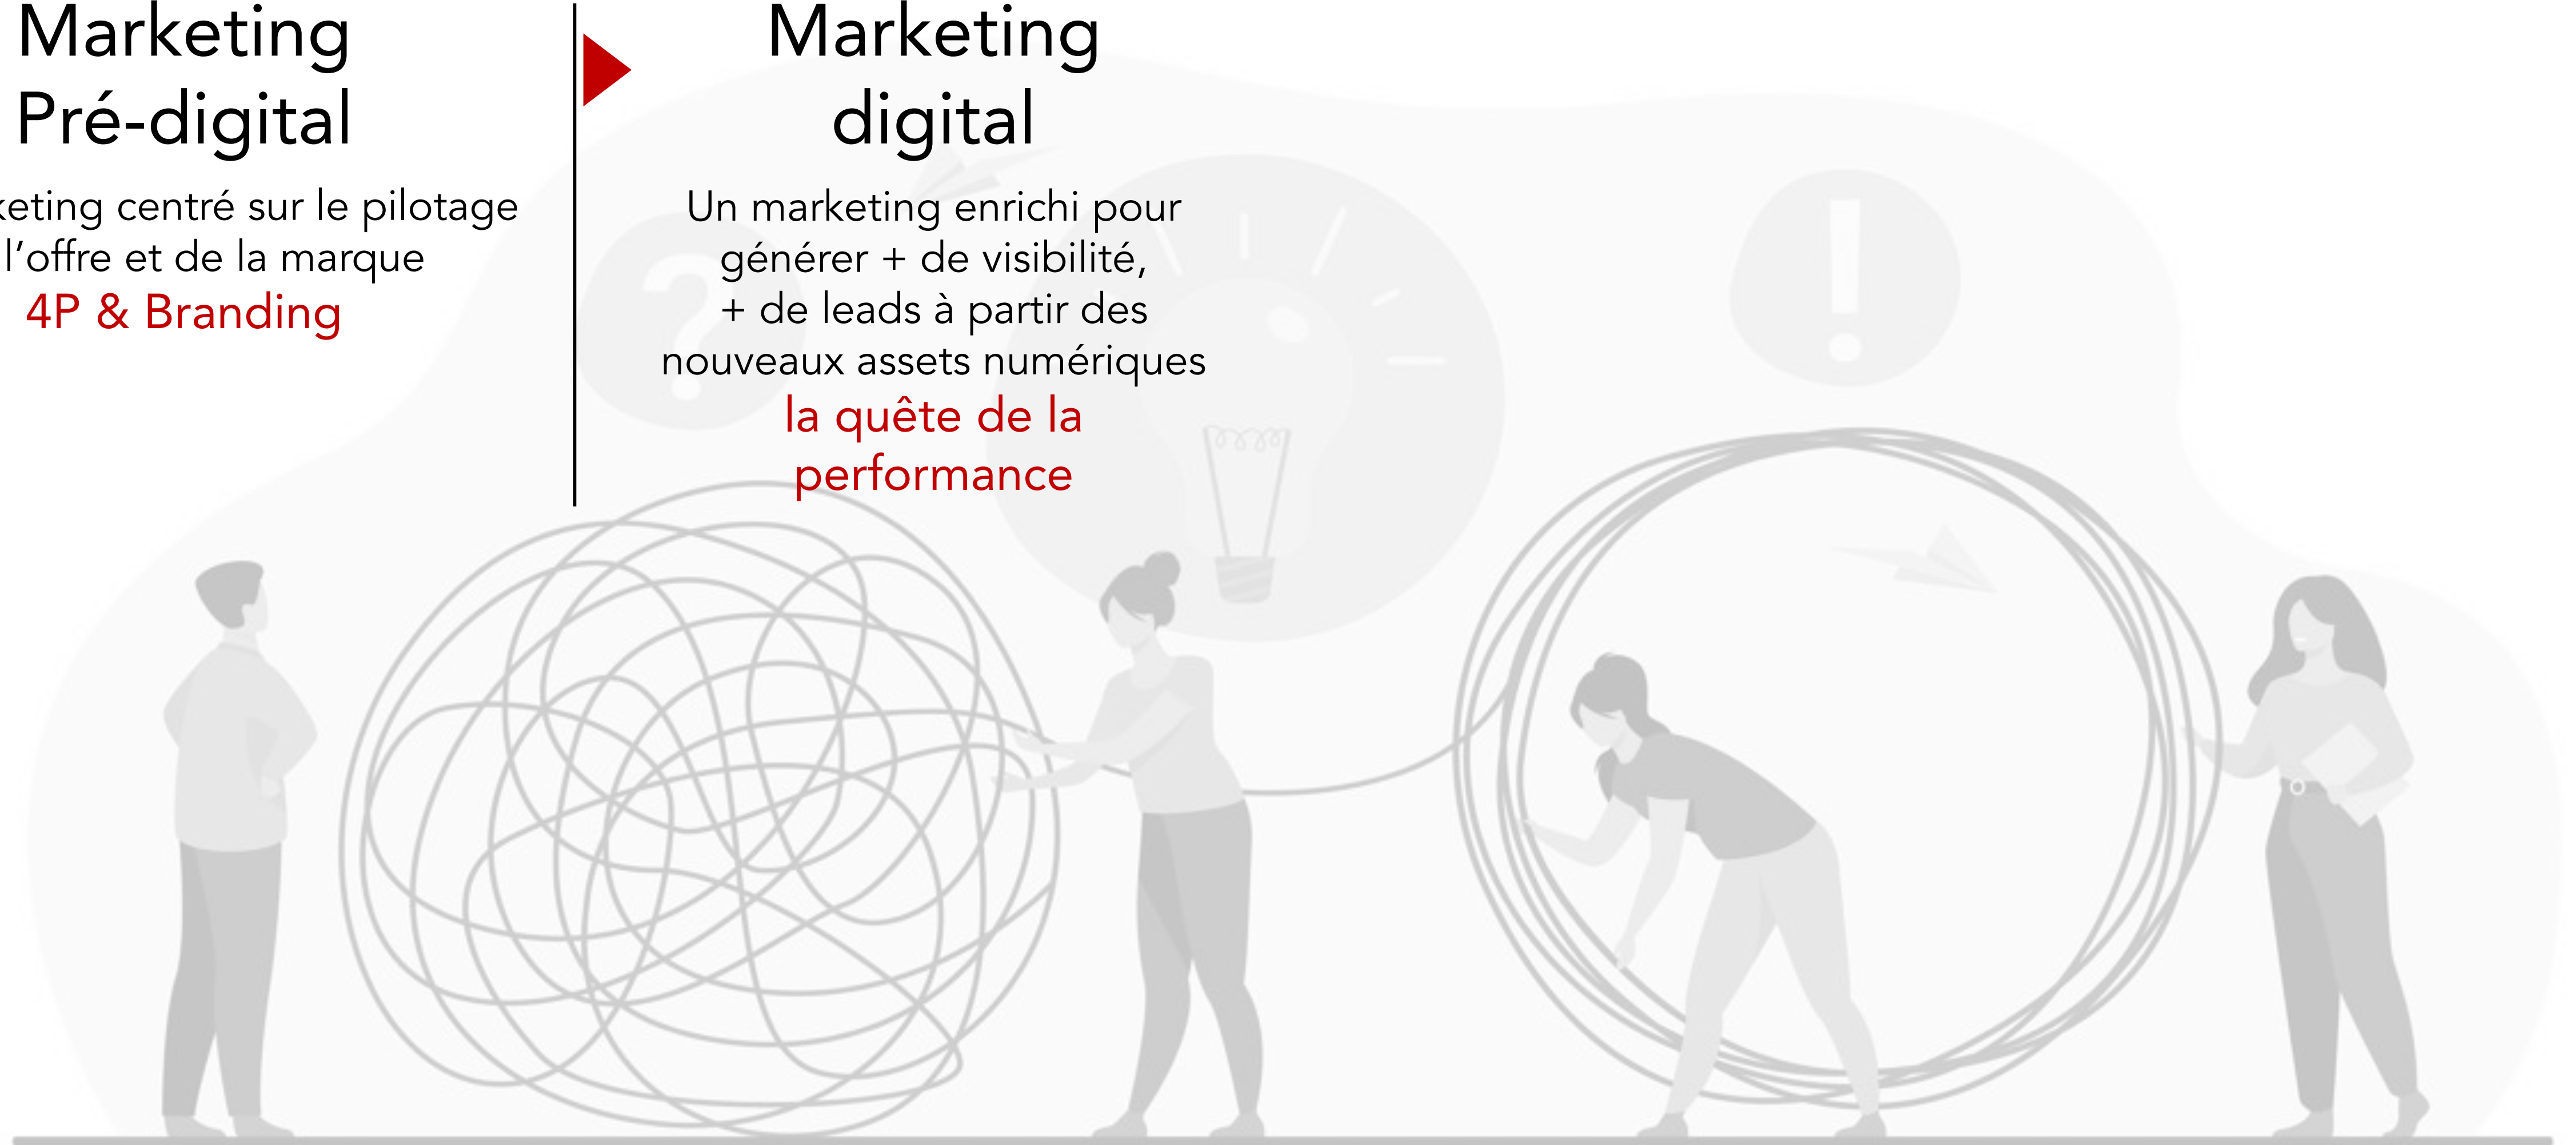 Marketing
Pré-digital
keting centré sur le pilotage
l’offre et de la marque
4P & Branding
Marketing
digital
Un marketing enrichi pour
générer + de visibilité,
+ de leads à partir des
nouveaux assets numériques
la quête de la
performance